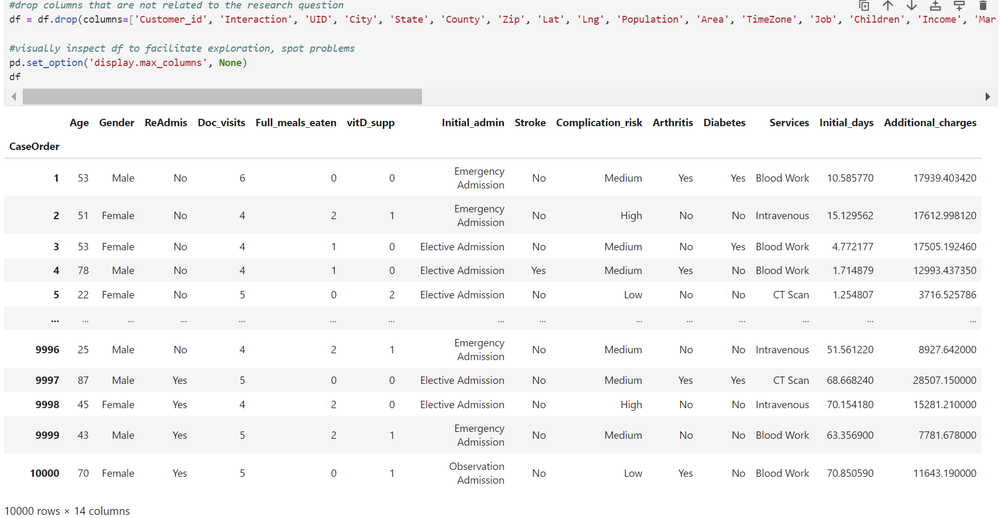 #drop columns that are not related to the research question
df = df.drop(columns=['Customer_id', 'Interaction', 'UID', 'City', 'State', 'County', 'Zip', 'Lat', 'Lng', 'Population', 'Area', 'TimeZone', 'Job', 'Children', 'Income', 'Mar
#visually inspect df to facilitate exploration, spot problems
pd.set_option('display.max_columns', None)
df
Age Gender ReAdmis Doc_visits Full_meals_eaten vitD_supp Initial_admin Stroke Complication_risk Arthritis Diabetes Services Initial_days Additional_charges
CaseOrder
1 53 Male No 6 0 0 Emergency Admission No Medium Yes Yes Blood Work 10.585770 17939.403420
2 51 Female No 4 2 1 Emergency Admission No High No No Intravenous 15.129562 17612.998120
3 53 Female No 4 1 0 Elective Admission No Medium No Yes Blood Work 4.772177 17505.192460
4 78 Male No 4 1 0 Elective Admission Yes Medium Yes No Blood Work 1.714879 12993.437350
5 22 Female No 5 0 2 Elective Admission No Low No No CT Scan 1.254807 3716.525786
... ... ... ... ... ... ... ... ... ... ... ... ... ... ...
9996 25 Male No 4 2 1 Emergency Admission No Medium No No Intravenous 51.561220 8927.642000
9997 87 Male Yes 5 0 0 Elective Admission No Medium Yes Yes CT Scan 68.668240 28507.150000
9998 45 Female Yes 4 2 0 Elective Admission No High No No Intravenous 70.154180 15281.210000
9999 43 Male Yes 5 2 1 Emergency Admission No Medium No No Blood Work 63.356900 7781.678000
10000 70 Female Yes 5 0 1 Observation Admission No Low Yes No Blood Work 70.850590 11643.190000
10000 rows × 14 columns